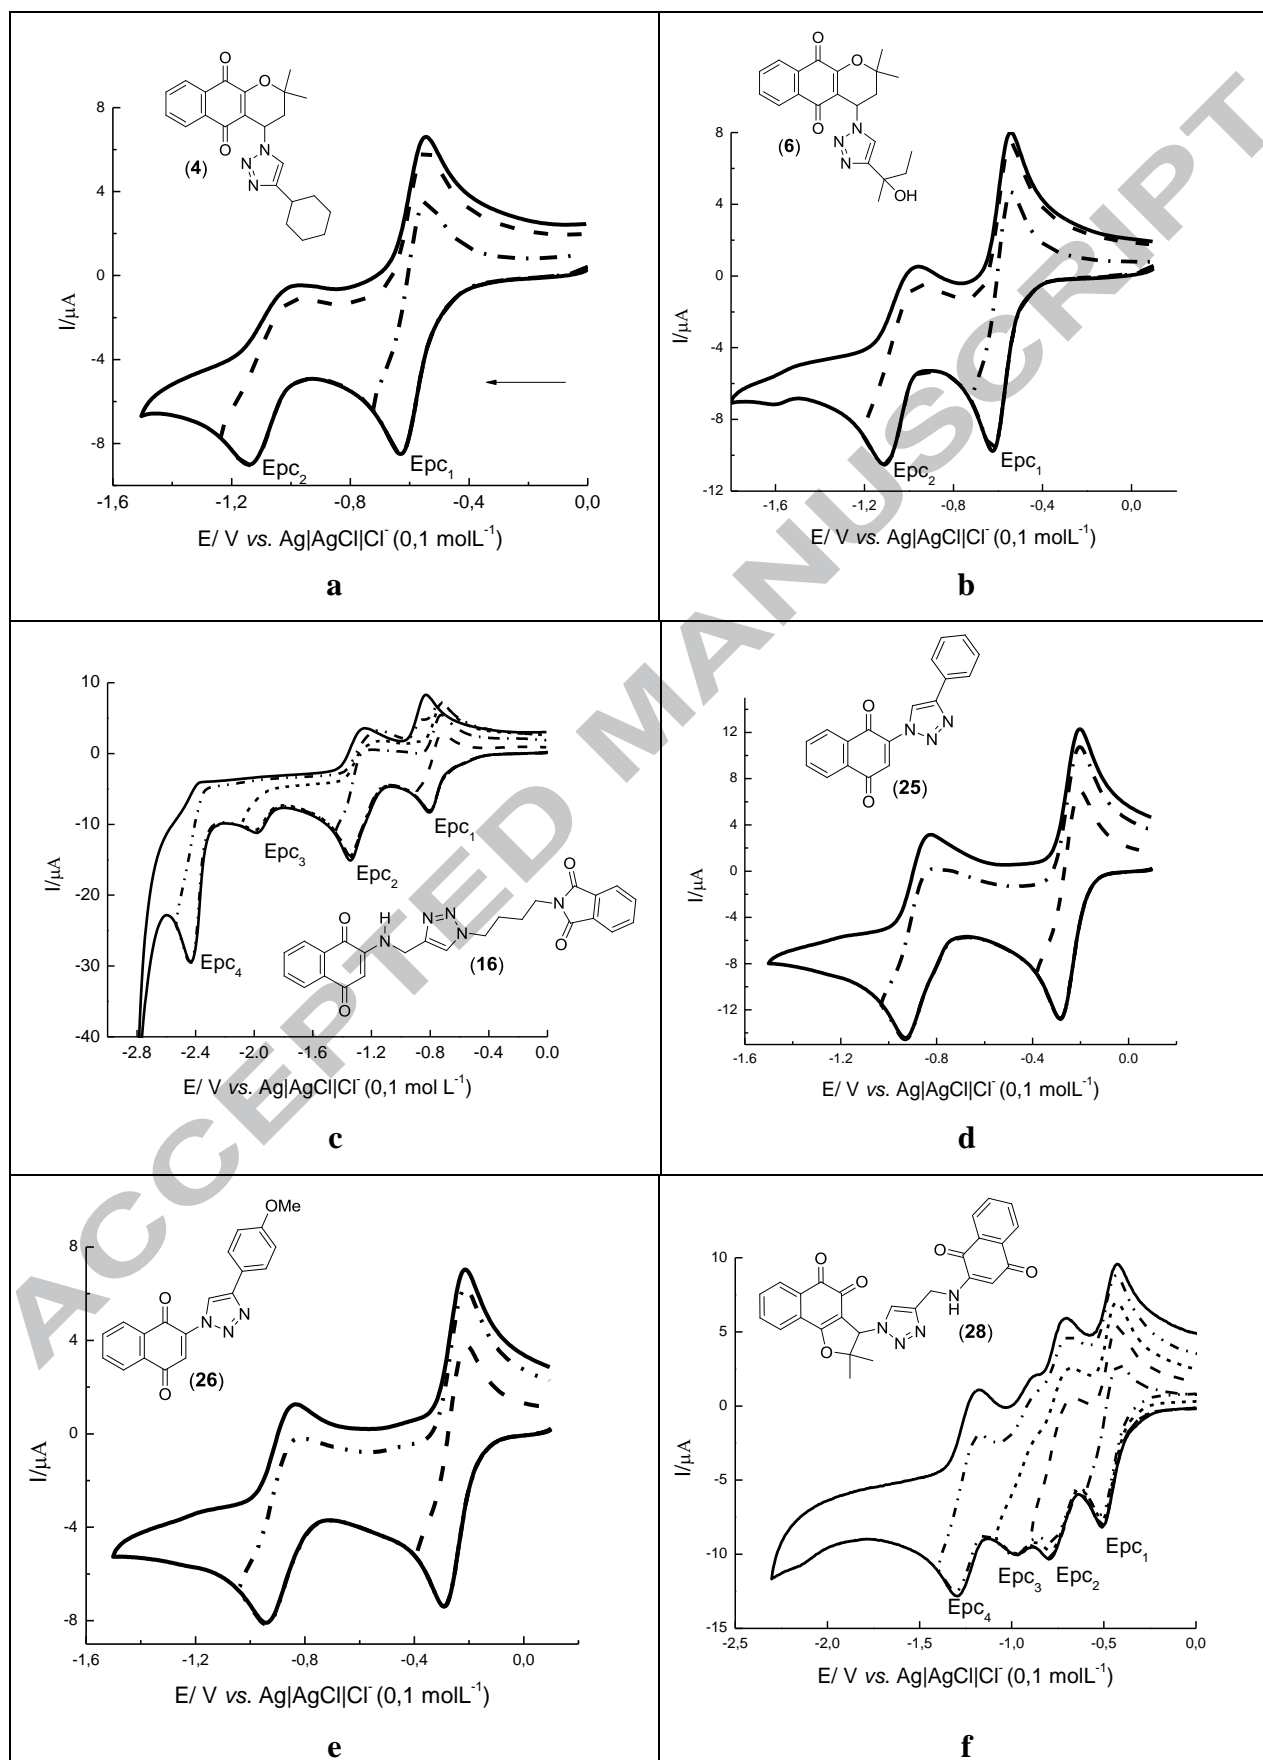 ACCEPTED MANUSCRIPT
O
O
O
N
N
N
(4)
8
4
0
-4
-8
I/μA
Epc2
Epc1
-1,6
-1,2
-0,8
-0,4
0,0
E/ V vs. Ag|AgCl|Cl- (0,1 molL-1)
a
O
O
O
N
N
N
OH
(6)
8
4
0
-4
-8
-12
I/μA
Epc2
Epc1
-1,6
-1,2
-0,8
-0,4
0,0
E/ V vs. Ag|AgCl|Cl- (0,1 molL-1)
b
10
0
-10
-20
-30
-40
I/μA
Epc1
Epc2
Epc3
Epc4
O
O
H
N
N
N
N
N
O
O
(16)
-2.8
-2.4
-2.0
-1.6
-1.2
-0.8
-0.4
0.0
E/ V vs. Ag|AgCl|Cl- (0,1 mol L-1)
c
O
O
N
N
N
(25)
12
8
4
0
-4
-8
-12
I/μA
-1.6
-1.2
-0.8
-0.4
0.0
E/ V vs. Ag|AgCl|Cl- (0,1 molL-1)
d
OMe
O
O
N
N
N
(26)
8
4
0
-4
-8
I/μA
-1,6
-1,2
-0,8
-0,4
0,0
E/ V vs. Ag|AgCl|Cl- (0,1 molL-1)
e
O
O
O
O
O
N
H
N
N
N
(28)
10
5
0
-5
-10
-15
I/μA
Epc1
Epc2
Epc3
Epc4
-2,5
-2,0
-1,5
-1,0
-0,5
0,0
E/ V vs. Ag|AgCl|Cl- (0,1 molL-1)
f